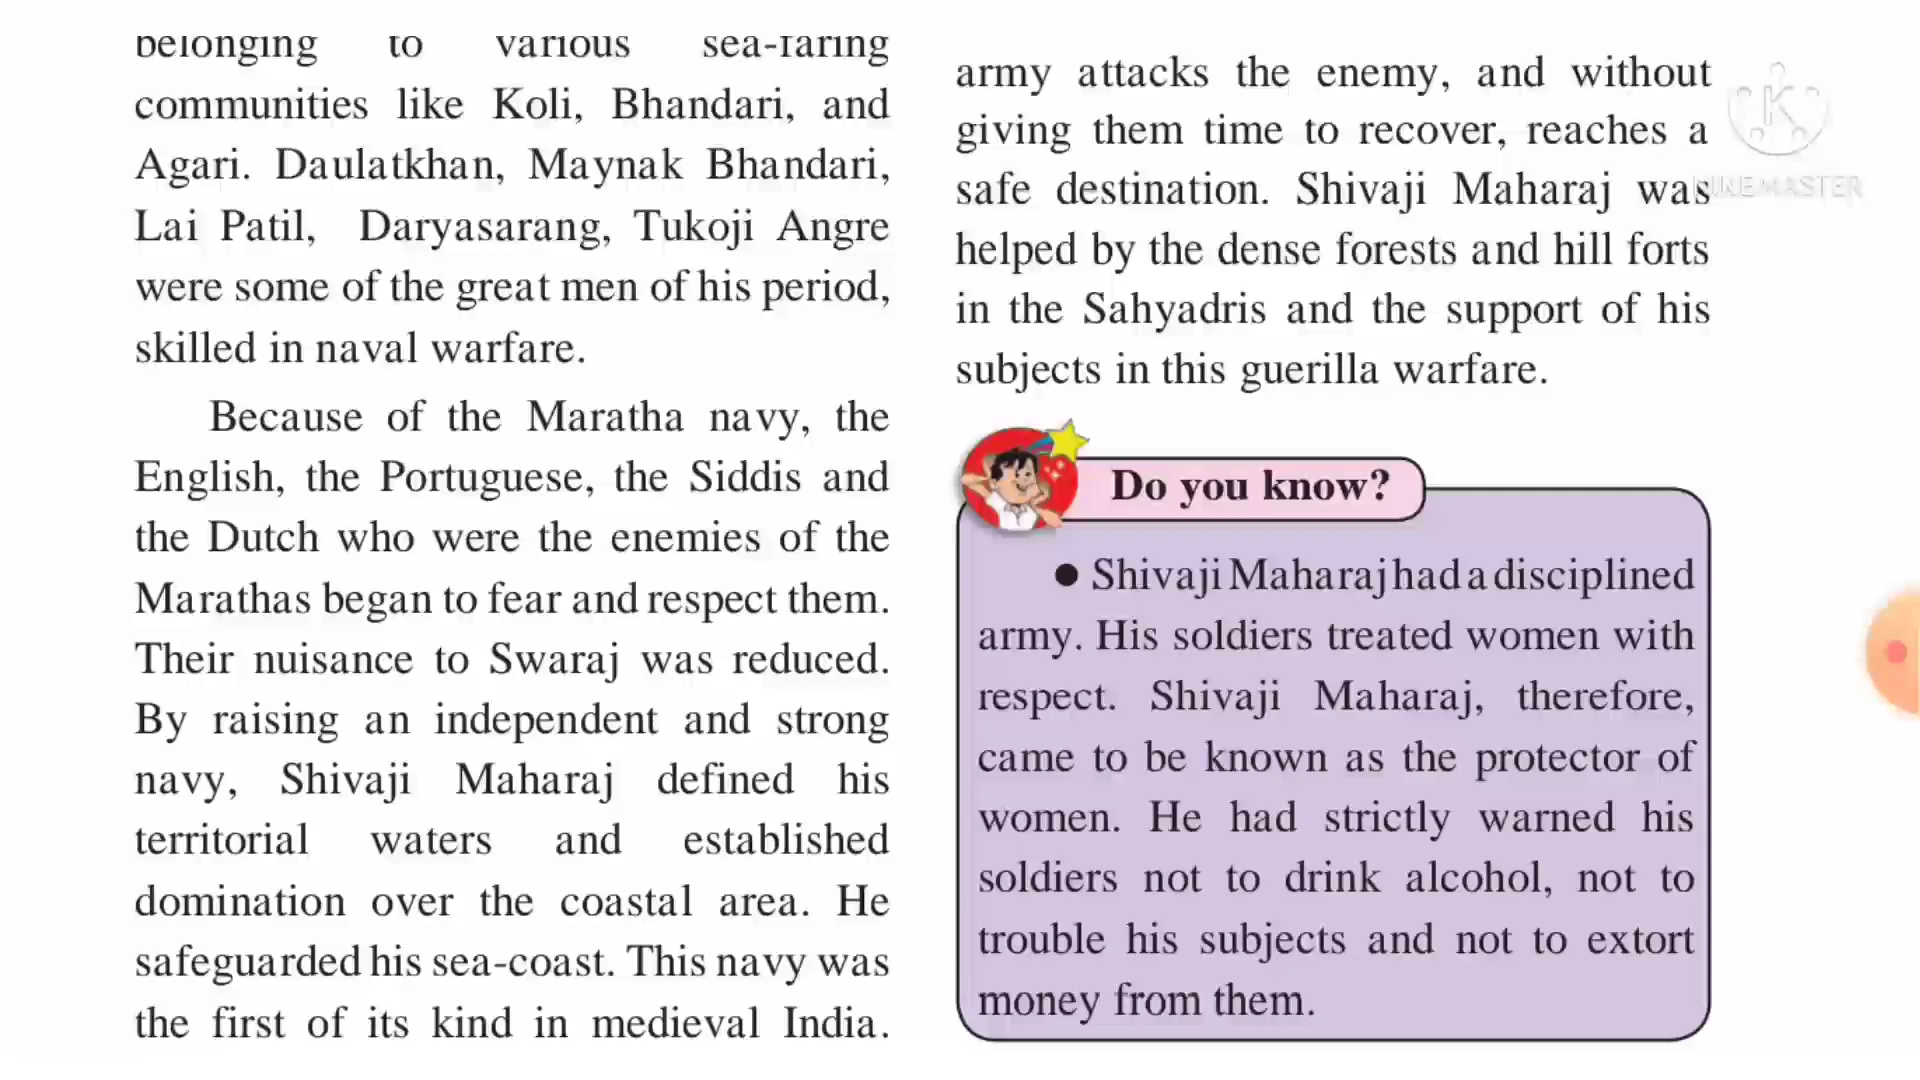 belonging to various sea-faring
communities like Koli, Bhandari, and
Agari. Daulatkhan, Maynak Bhandari,
Lai Patil, Daryasarang, Tukoji Angre
were some of the great men of his period,
skilled in naval warfare.
Because of the Maratha navy, the
English, the Portuguese, the Siddis and
the Dutch who were the enemies of the
Marathas began to fear and respect them.
Their nuisance to Swaraj was reduced.
By raising an independent and strong
navy, Shivaji Maharaj defined his
territorial waters and established
domination over the coastal area. He
safeguarded his sea-coast. This navy was
the first of its kind in medieval India.
army attacks the enemy, and without
giving them time to recover, reaches a
safe destination. Shivaji Maharaj was
helped by the dense forests and hill forts
in the Sahyadris and the support of his
subjects in this guerilla warfare.
Do you know?
● Shivaji Maharaj had a disciplined
army. His soldiers treated women with
respect. Shivaji Maharaj, therefore,
came to be known as the protector of
women. He had strictly warned his
soldiers not to drink alcohol, not to
trouble his subjects and not to extort
money from them.
K
KINEMASTER